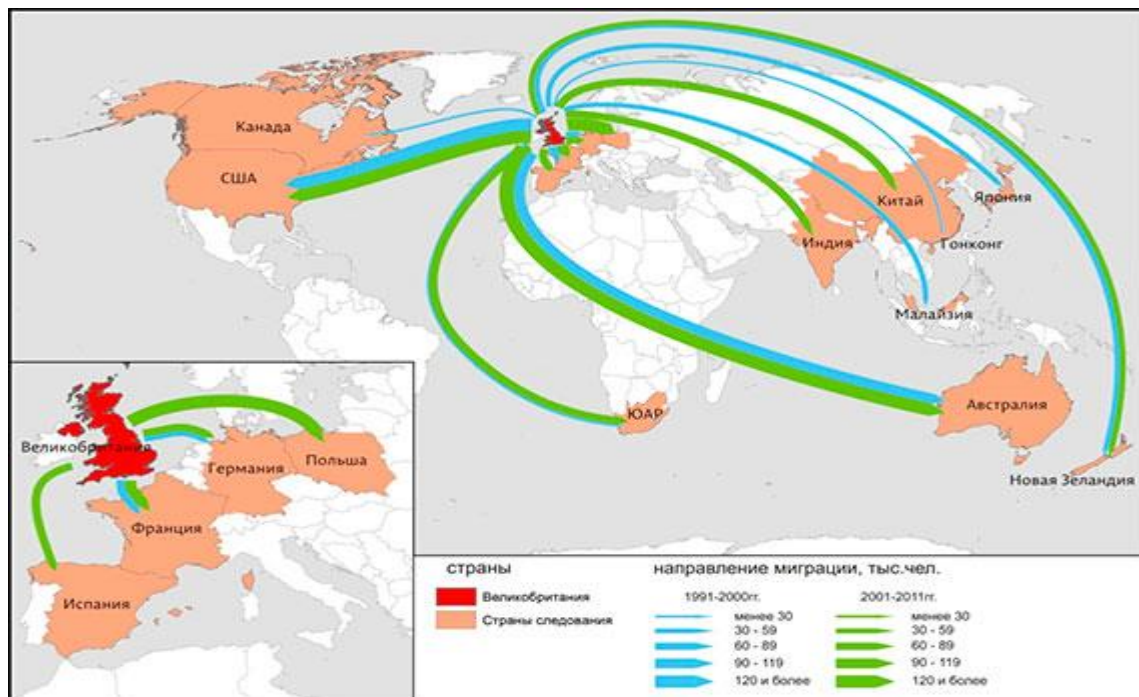 Канада
США
Китай
Япония
Индия
Гонконг
Малайзия
ЮАР
Австралия
Новая Зеландия
Великобритания
Германия
Польша
Франция
Испания
страны
Великобритания
Страны следования
направление миграции, тыс.чел.
1991-2000гг. 2001-2011гг.
менее 30 менее 30
30 - 59 30 - 59
60 - 89 60 - 89
90 - 119 90 - 119
120 и более 120 и более